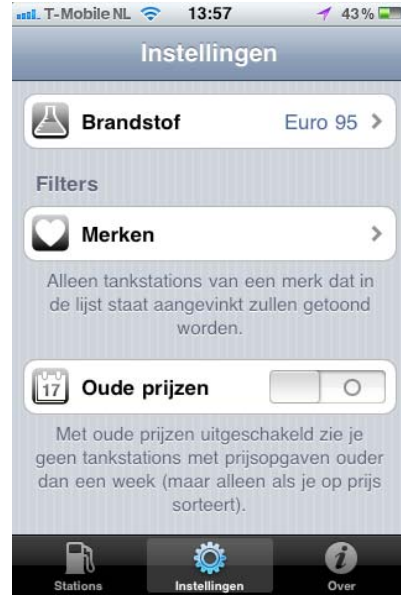 T-Mobile NL 13:57 43%
Instellingen
Brandstof Euro 95
Filters
Merken
Alleen tankstations van een merk dat in
de lijst staat aangevinkt zullen getoond
worden.
17 Oude prijzen
Met oude prijzen uitgeschakeld zie je
geen tankstations met prijsopgaven ouder
dan een week (maar alleen als je op prijs
sorteert).
Stations Instellingen Over